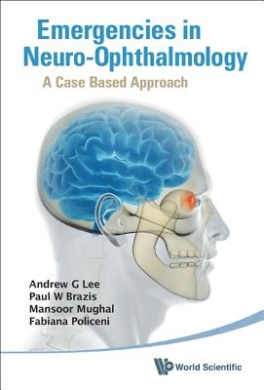 Emergencies in
Neuro-Ophthalmology
A Case Based Approach
Andrew G Lee
Paul W Brazis
Mansoor Mughal
Fabiana Policeni
World Scientific